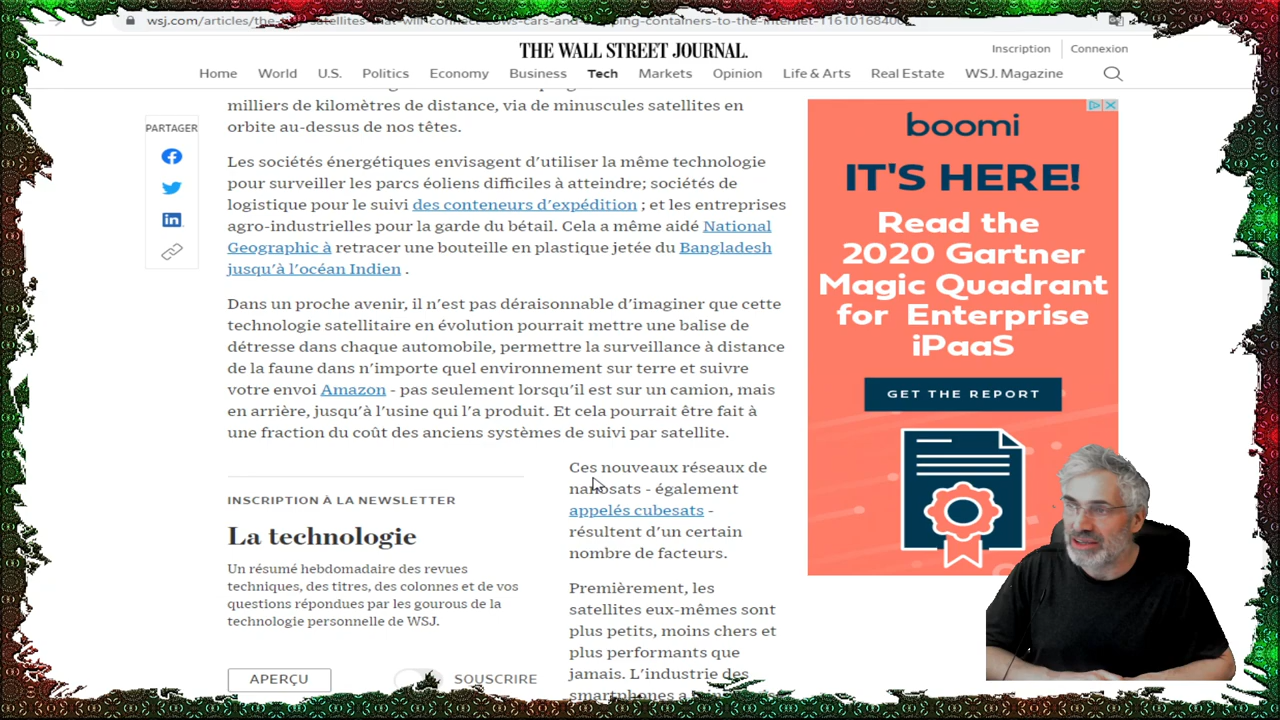 wsj.com/articles/the
satellites-that-will-connect-cows-cars-and
to-the-internet-11610168400
THE WALL STREET JOURNAL.
Inscription
Connexion
Home World U.S. Politics Economy Business Tech Markets Opinion Life & Arts Real Estate WSJ. Magazine
PARTAGER
milliers de kilomètres de distance, via de minuscules satellites en
orbite au-dessus de nos têtes.
Les sociétés énergétiques envisagent d'utiliser la même technologie
pour surveiller les parcs éoliens difficiles à atteindre; sociétés de
logistique pour le suivi des conteneurs d'expédition ; et les entreprises
agro-industrielles pour la garde du bétail. Cela a même aidé National
Geographic à retracer une bouteille en plastique jetée du Bangladesh
jusqu'à l'océan Indien .
Dans un proche avenir, il n'est pas déraisonnable d'imaginer que cette
technologie satellitaire en évolution pourrait mettre une balise de
détresse dans chaque automobile, permettre la surveillance à distance
de la faune dans n'importe quel environnement sur terre et suivre
votre envoi Amazon - pas seulement lorsqu'il est sur un camion, mais
en arrière, jusqu'à l'usine qui l'a produit. Et cela pourrait être fait à
une fraction du coût des anciens systèmes de suivi par satellite.
INSCRIPTION À LA NEWSLETTER
La technologie
Un résumé hebdomadaire des revues
techniques, des titres, des colonnes et de vos
questions répondues par les gourous de la
technologie personnelle de WSJ.
APERÇU
SOUSCRIRE
Ces nouveaux réseaux de
nanosats - également
appelés cubesats -
résultent d'un certain
nombre de facteurs.
Premièrement, les
satellites eux-mêmes sont
plus petits, moins chers et
plus performants que
jamais. L'industrie des
smartphones a
boomi
IT'S HERE!
Read the
2020 Gartner
Magic Quadrant
for Enterprise
iPaaS
GET THE REPORT